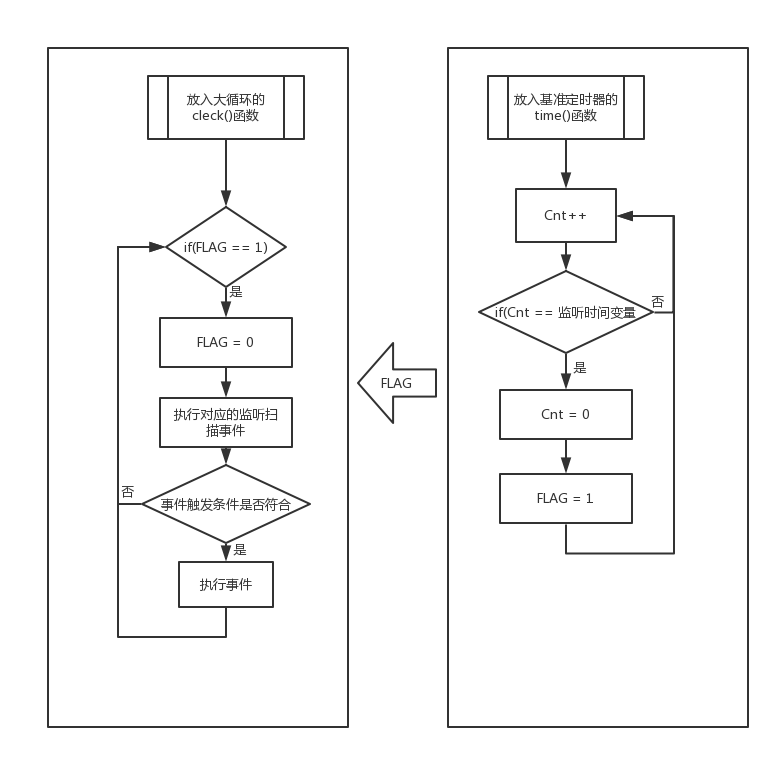 放入大循环的
cleck()函数
if(FLAG == 1)
是
FLAG = 0
执行对应的监听扫
描事件
否
事件触发条件是否符合
是
执行事件
FLAG
放入基准定时器的
time()函数
Cnt++
if(Cnt == 监听时间变量
否
是
Cnt = 0
FLAG = 1